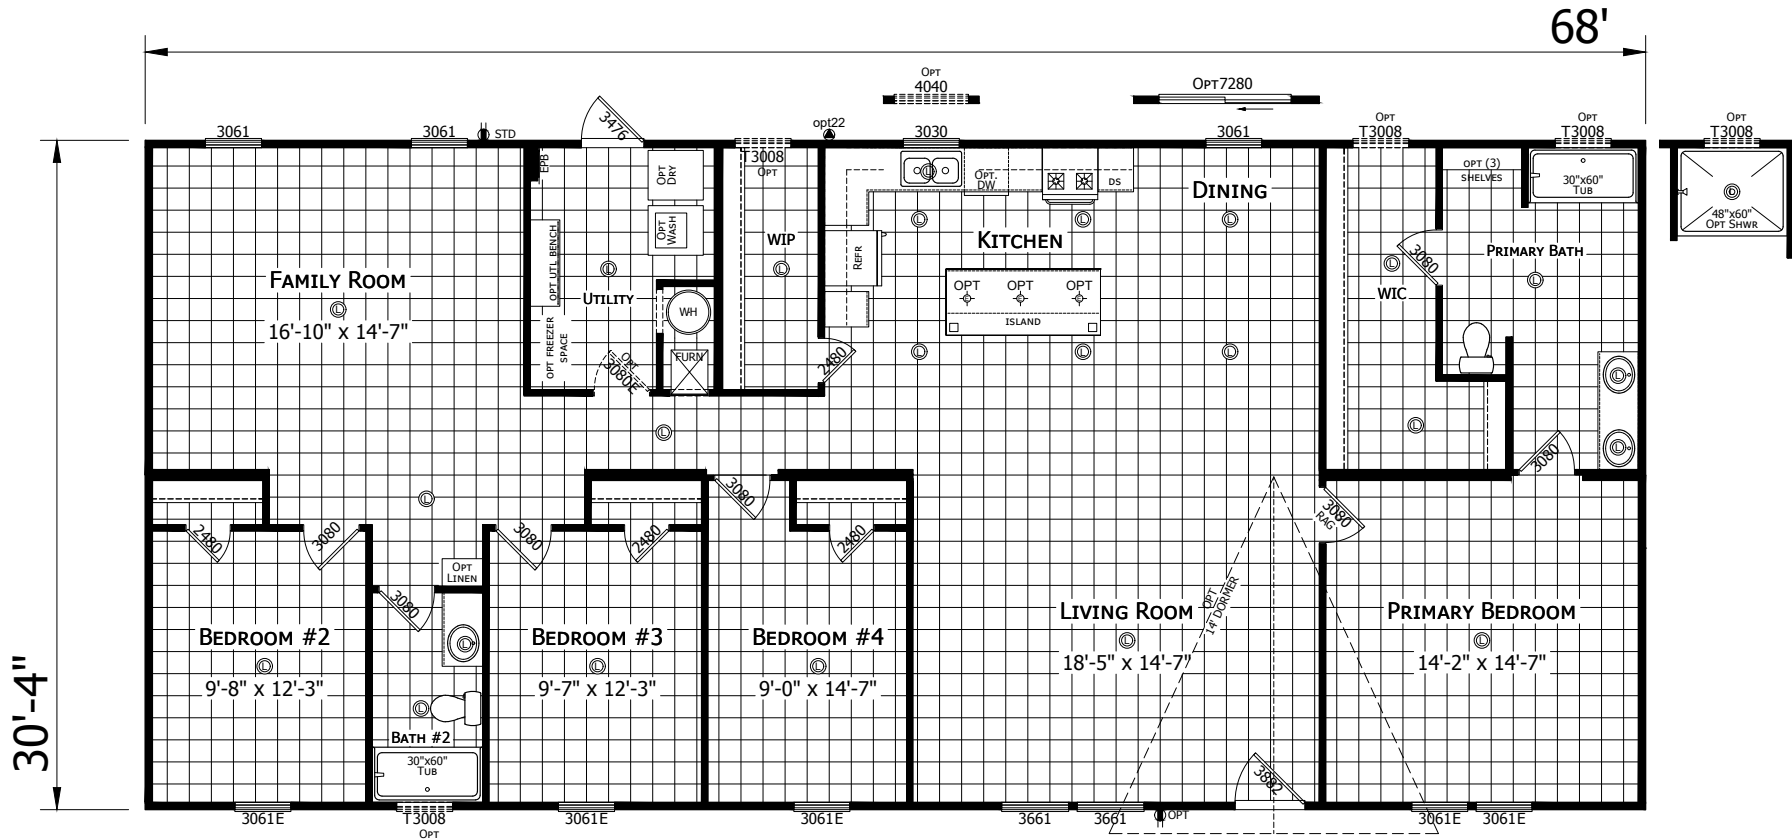 68'
OPT
4040
OPT7280
3061
3061
STD
3476
opt22
3030
3061
OPT
T3008
OPT
T3008
OPT
T3008
T3008
OPT
EPB
OPT
DRY
OPT
WASH
OPT UTL BENCH
OPT FREEZER
SPACE
UTILITY
WH
FURN
OPT
3080E
WIP
2480
REFR
OPT.
DW
DS
KITCHEN
OPT
OPT
OPT
ISLAND
DINING
WIC
3080
OPT (3)
SHELVES
30"x60"
TUB
PRIMARY BATH
3080
48"x60"
OPT SHWR
FAMILY ROOM
16'-10" x 14'-7"
L
30'-4"
2480
3080
3080
OPT
LINEN
3080
2480
3080
2480
3080
RAG
OPT
14' DORMER
BEDROOM #2
9'-8" x 12'-3"
BATH #2
30"x60"
TUB
BEDROOM #3
9'-7" x 12'-3"
BEDROOM #4
9'-0" x 14'-7"
LIVING ROOM
18'-5" x 14'-7"
PRIMARY BEDROOM
14'-2" x 14'-7"
3882
3061E
T3008
OPT
3061E
3061E
3661
3661
OPT
3061E
3061E